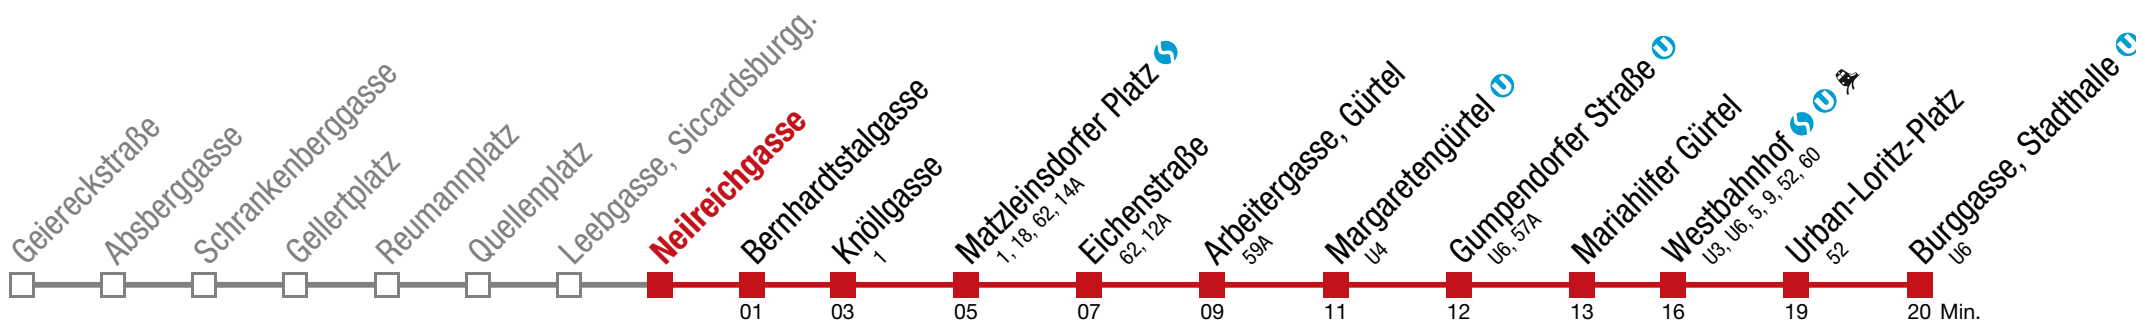 Geiereckstraße
Absberggasse
Schrankenberggasse
Gellertplatz
Reumannplatz
Quellenplatz
Leebgasse, Siccardsburgg.
Neilreichgasse
Bernhardtstalgasse
01
Knöllgasse
1
03
Matzleinsdorfer Platz S
1, 18, 62, 14A
05
Eichenstraße
62, 12A
07
Arbeitergasse, Gürtel
59A
09
Margaretengürtel U
U4
11
Gumpendorfer Straße U
U6, 57A
12
Mariahilfer Gürtel
13
Westbahnhof S U
U3, U6, 5, 9, 52, 60
16
Urban-Loritz-Platz
52
19
Burggasse, Stadthalle U
U6
20 Min.